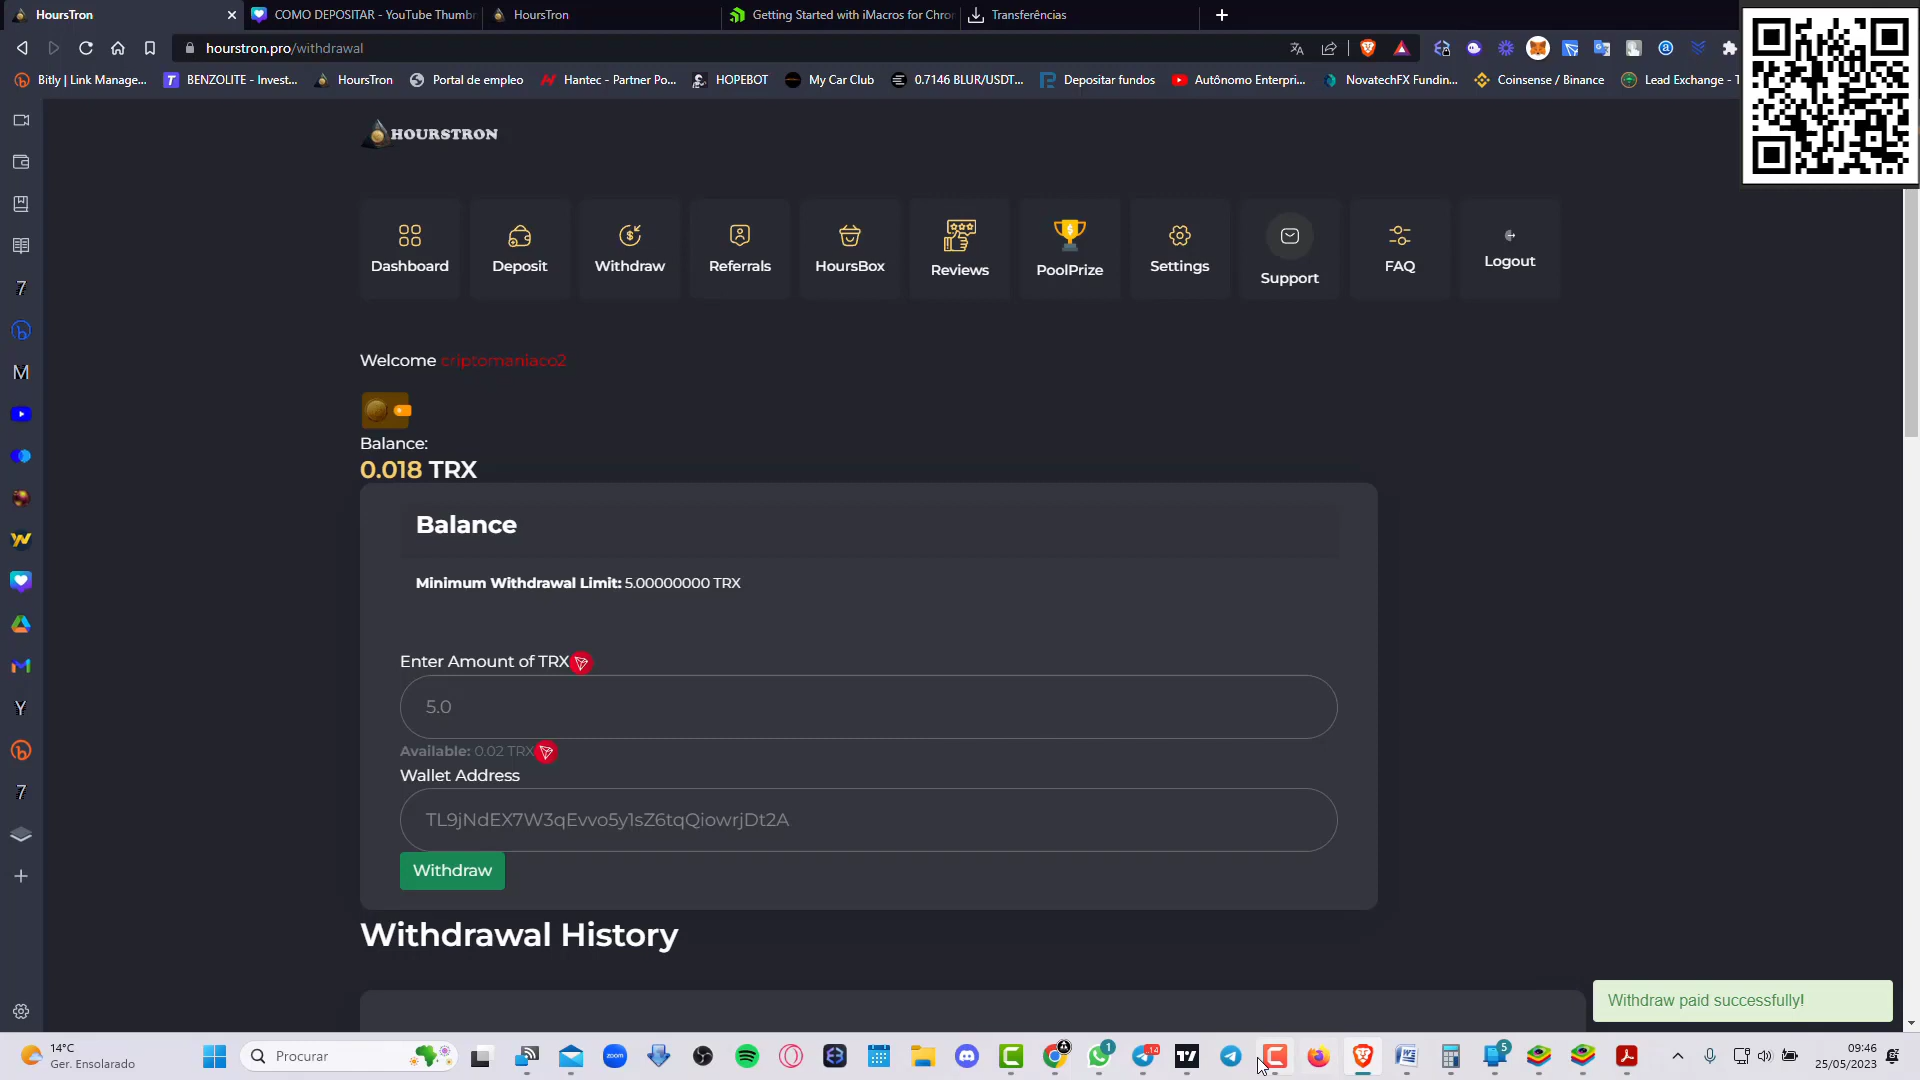 HoursTron
COMO DEPOSITAR - YouTube Thumbn
HoursTron
Getting Started with iMacros for Chron
Transferências
hourstron.pro/withdrawal
Bitly | Link Manage...
BENZOLITE - Invest...
HoursTron
Portal de empleo
Hantec - Partner Po...
HOPEBOT
My Car Club
0.7146 BLUR/USDT...
Depositar fundos
Autônomo Enterpri...
NovatechFX Fundin...
Coinsense / Binance
Lead Exchange - T
HOURSTRON
Dashboard
Deposit
Withdraw
Referrals
HoursBox
Reviews
PoolPrize
Settings
Support
FAQ
Logout
Welcome criptomaniaco2
Balance:
0.018 TRX
Balance
Minimum Withdrawal Limit: 5.00000000 TRX
Enter Amount of TRX
5.0
Available: 0.02 TRX
Wallet Address
TL9jNdEX7W3qEvvo5y1sZ6tqQiowrjDt2A
Withdraw
Withdrawal History
Withdraw paid successfully!
14°C
Ger. Ensolarado
Procurar
zoom
1
14
5
09:46
25/05/2023